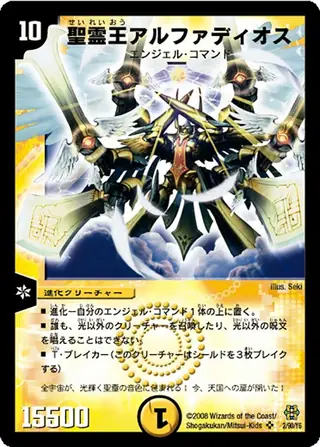 10
せいれいおう
聖霊王アルファディオス
エンジェル・コマンド
illus. Seki
進化クリーチャー
■ 進化－自分のエンジェル・コマンド1体の上に置く。
■ 誰も、光以外のクリーチャーを召喚したり、光以外の呪文
を唱えることはできない。
■ T・ブレイカー(このクリーチャーはシールドを3枚ブレイク
する)
全宇宙が、光輝く聖霊の音色に包まれる! 今、天国への扉が開いた!
15500
©2008 Wizards of the Coast/
Shogakukan/Mitsui-Kids
2/90/Y6